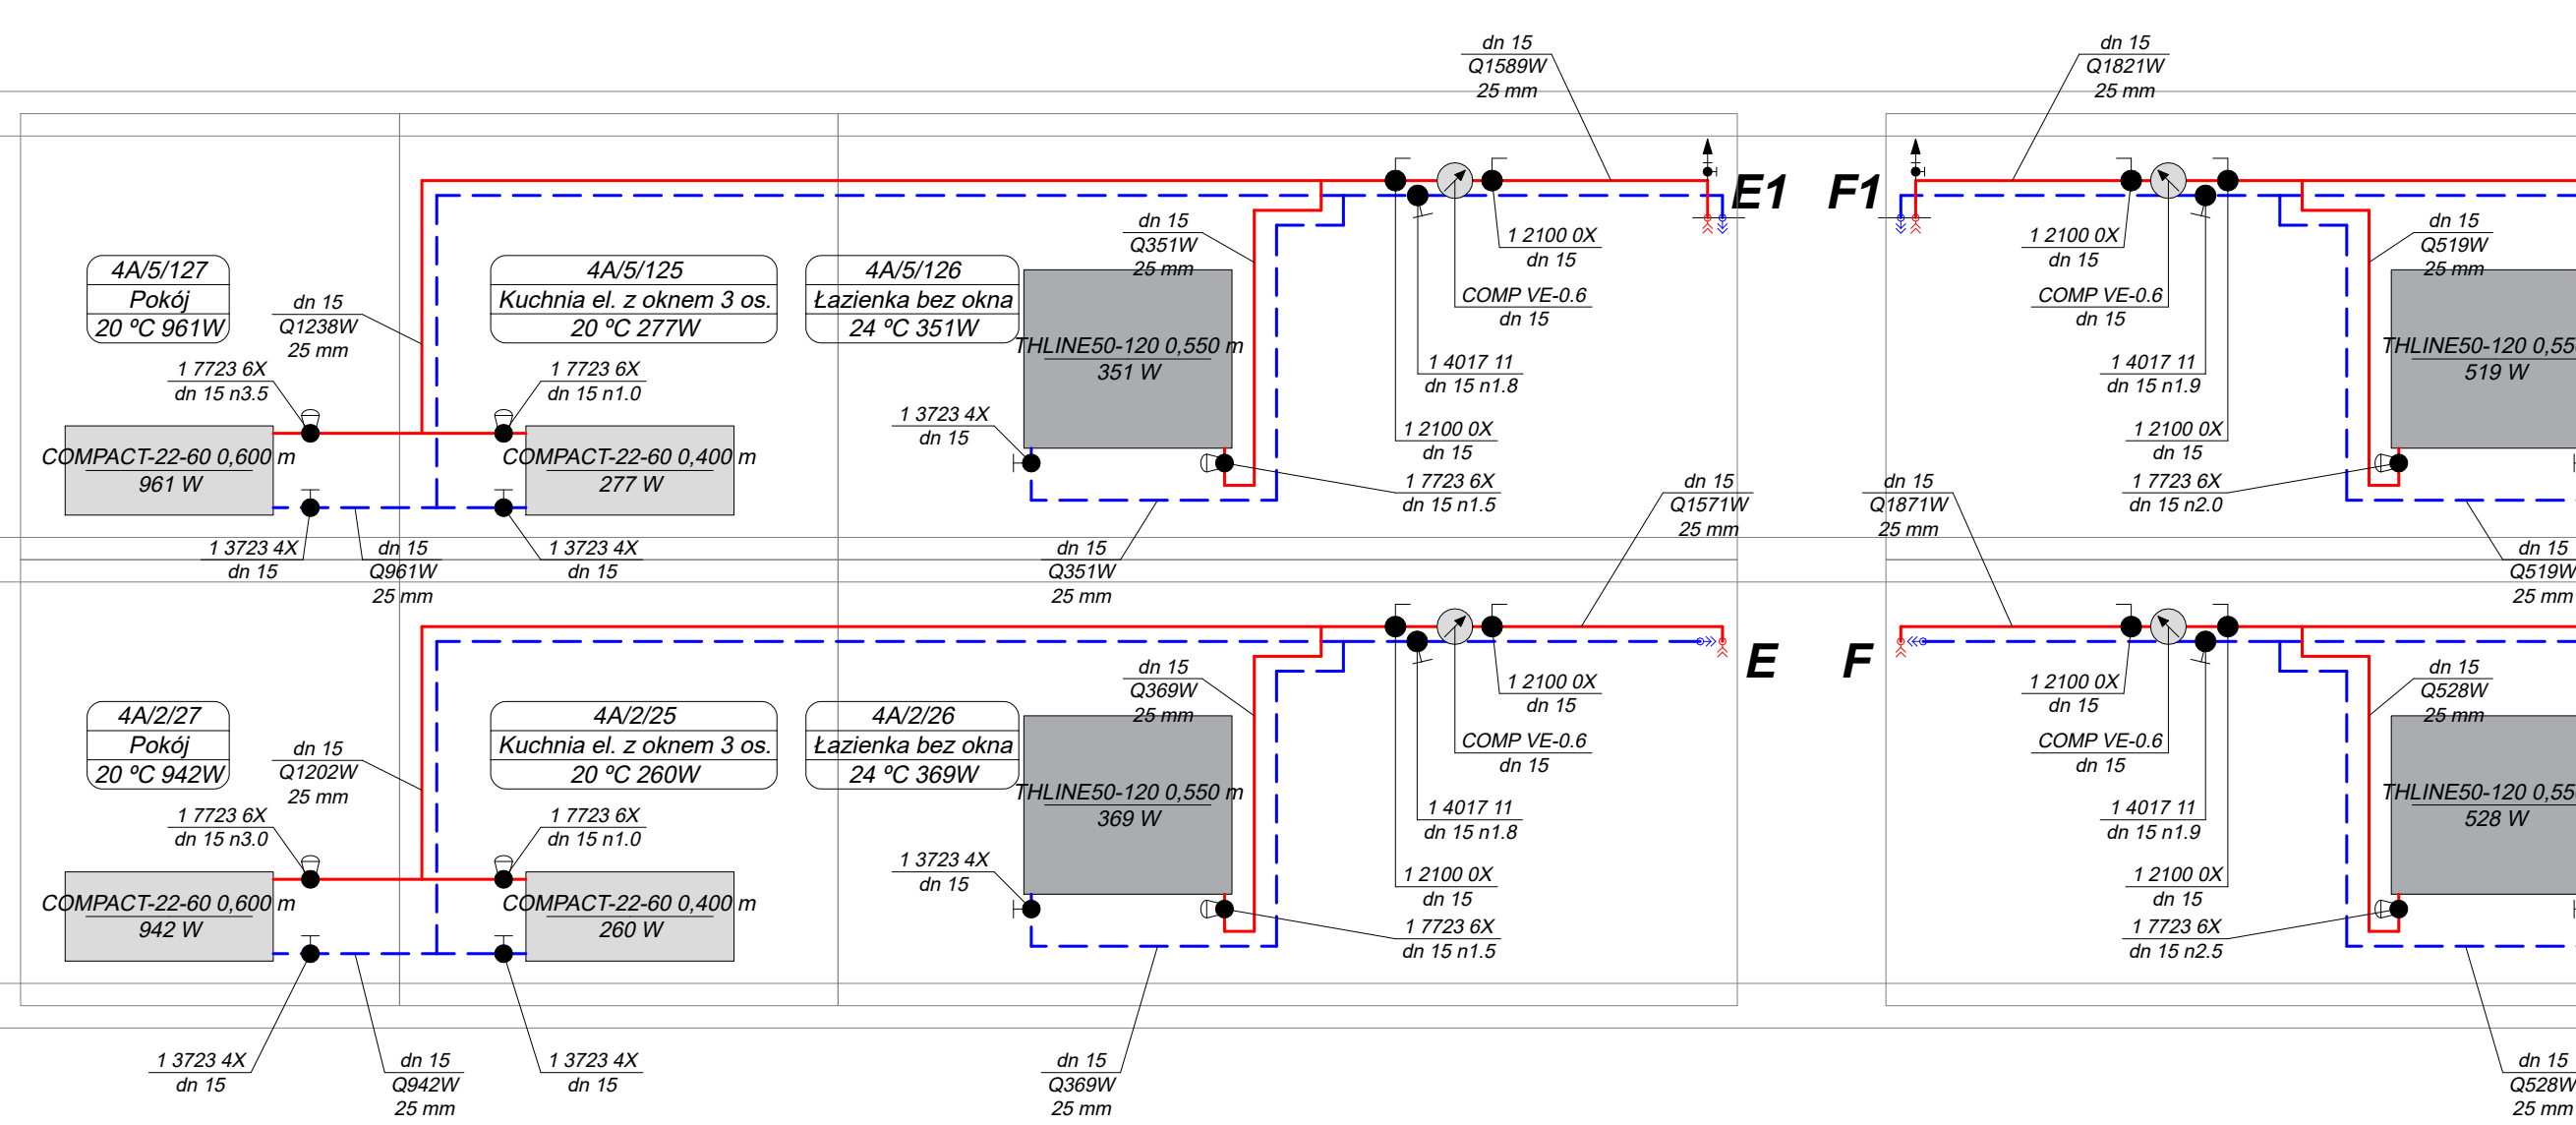 dn 15
Q1589W
25 mm
dn 15
Q1821W
25 mm
E1
F1
4A/5/127
Pokój
20 ºC 961W
dn 15
Q1238W
25 mm
4A/5/125
Kuchnia el. z oknem 3 os.
20 ºC 277W
4A/5/126
Łazienka bez okna
24 ºC 351W
dn 15
Q351W
25 mm
1 2100 0X
dn 15
COMP VE-0.6
dn 15
1 4017 11
dn 15 n1.8
1 2100 0X
dn 15
1 7723 6X
dn 15 n1.5
1 2100 0X
dn 15
COMP VE-0.6
dn 15
1 4017 11
dn 15 n1.9
1 2100 0X
dn 15
1 7723 6X
dn 15 n2.0
dn 15
Q519W
25 mm
THLINE50-120 0,55
519 W
1 7723 6X
dn 15 n3.5
1 7723 6X
dn 15 n1.0
THLINE50-120 0,550 m
351 W
1 3723 4X
dn 15
COMPACT-22-60 0,600 m
961 W
COMPACT-22-60 0,400 m
277 W
1 3723 4X
dn 15
dn 15
Q961W
25 mm
1 3723 4X
dn 15
dn 15
Q351W
25 mm
dn 15
Q1571W
25 mm
dn 15
Q1871W
25 mm
dn 15
Q519W
25 mm
E
F
4A/2/27
Pokój
20 ºC 942W
dn 15
Q1202W
25 mm
4A/2/25
Kuchnia el. z oknem 3 os.
20 ºC 260W
4A/2/26
Łazienka bez okna
24 ºC 369W
dn 15
Q369W
25 mm
1 2100 0X
dn 15
COMP VE-0.6
dn 15
1 4017 11
dn 15 n1.8
1 2100 0X
dn 15
1 7723 6X
dn 15 n1.5
1 2100 0X
dn 15
COMP VE-0.6
dn 15
1 4017 11
dn 15 n1.9
1 2100 0X
dn 15
1 7723 6X
dn 15 n2.5
dn 15
Q528W
25 mm
THLINE50-120 0,55
528 W
1 7723 6X
dn 15 n3.0
1 7723 6X
dn 15 n1.0
THLINE50-120 0,550 m
369 W
1 3723 4X
dn 15
COMPACT-22-60 0,600 m
942 W
COMPACT-22-60 0,400 m
260 W
1 3723 4X
dn 15
dn 15
Q942W
25 mm
1 3723 4X
dn 15
dn 15
Q369W
25 mm
dn 15
Q528W
25 mm